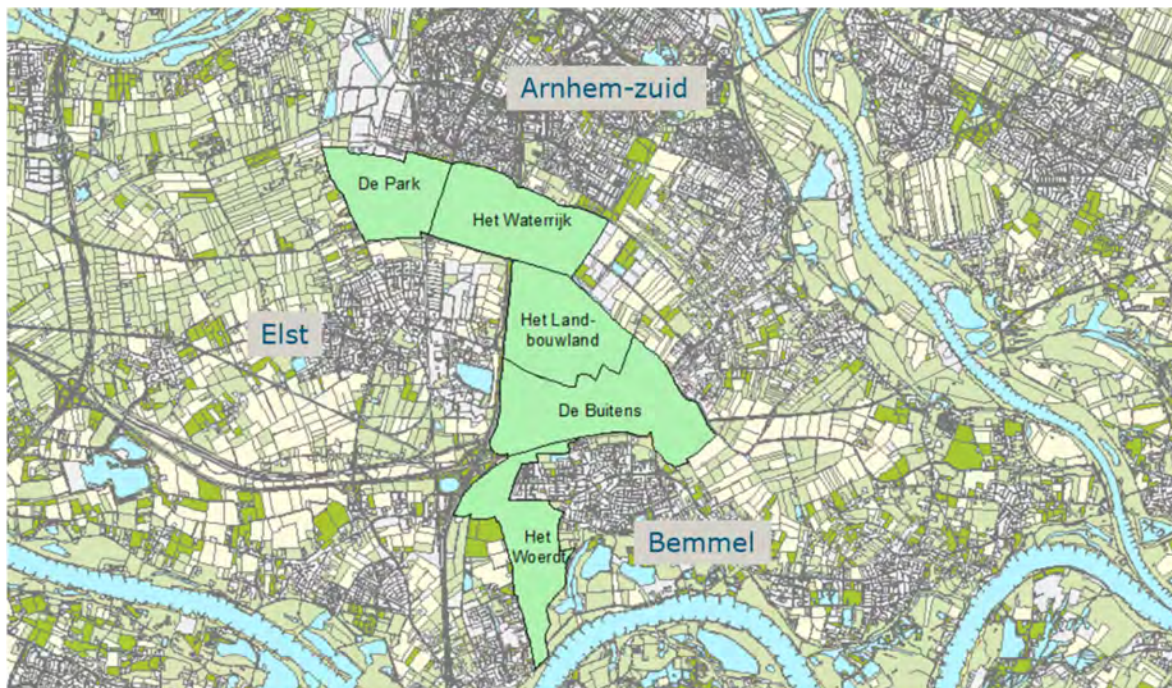 Arnhem-zuid
De Park
Het Waterrijk
Elst
Het Land-
bouwland
De Buitens
Het
Woerdt
Bemmel